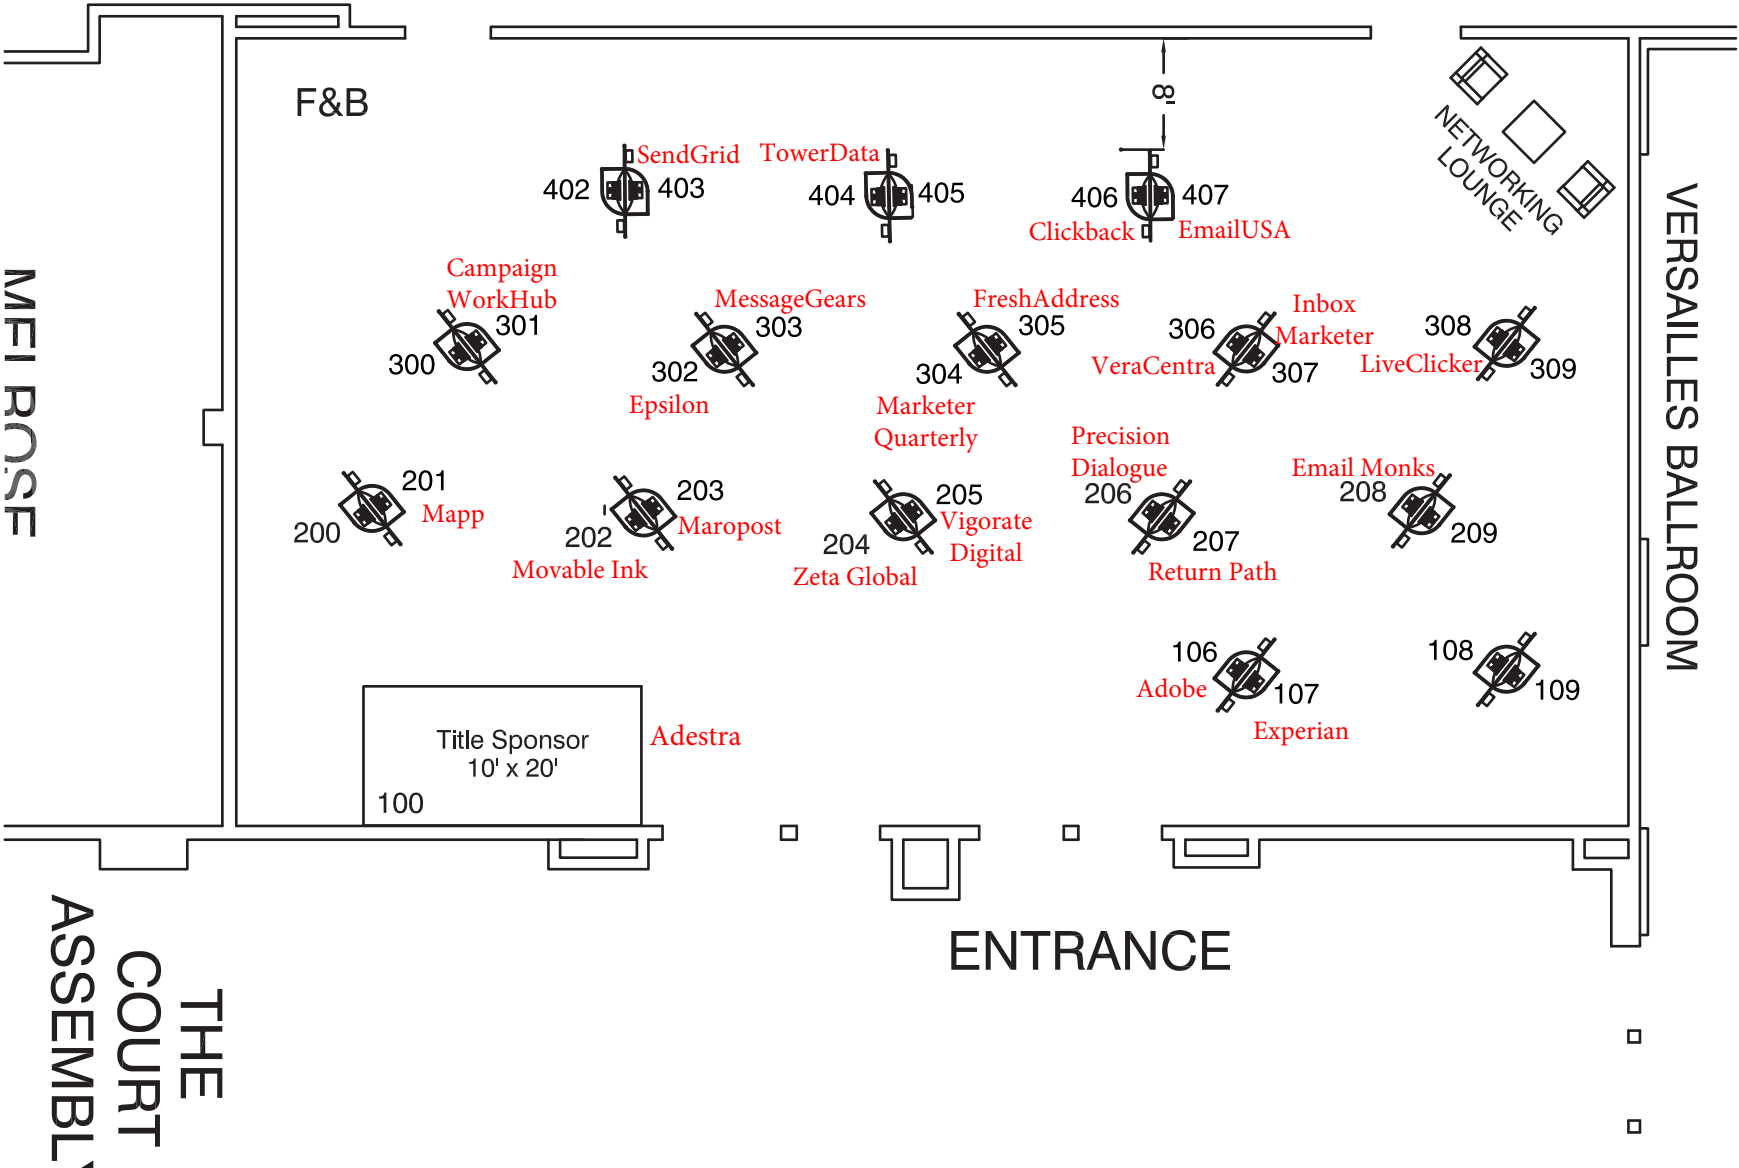 F&B
8'
NETWORKING
LOUNGE
SendGrid
TowerData
402
403
404
405
406
407
Clickback
EmailUSA
Campaign
WorkHub
301
300
MessageGears
303
302
Epsilon
FreshAddress
305
304
Marketer
Quarterly
306
VeraCentra
Inbox
Marketer
307
308
LiveClicker
309
201
Mapp
200
203
Maropost
202
Movable Ink
205
Vigorate
Digital
204
Zeta Global
Precision
Dialogue
206
207
Return Path
Email Monks
208
209
106
Adobe
107
Experian
108
109
Title Sponsor
10' x 20'
100
Adestra
MELROSE
VERSAILLES BALLROOM
ENTRANCE
THE
COURT
ASSEMBLY